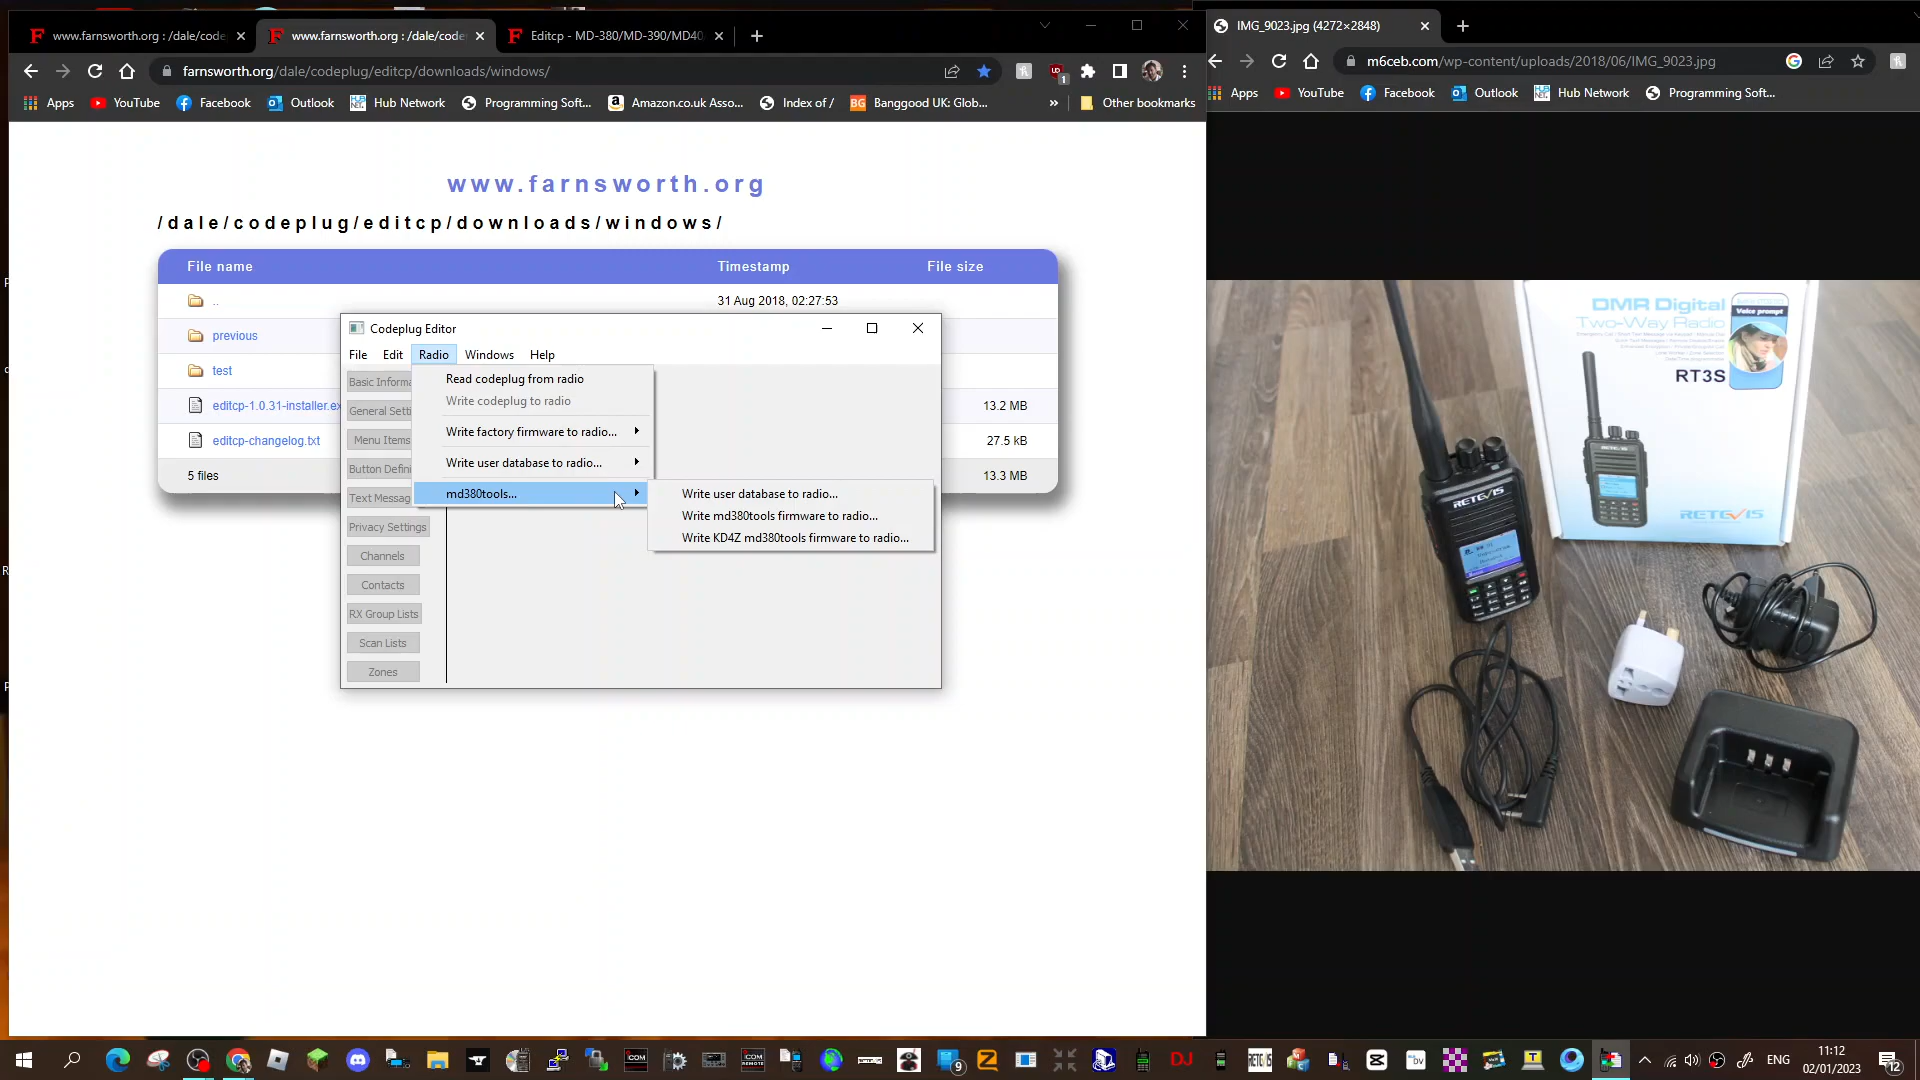 www.farnsworth.org : /dale/code
www.farnsworth.org : /dale/code
Editcp - MD-380/MD-390/MD40
IMG_9023.jpg (4272×2848)
farnsworth.org/dale/codeplug/editcp/downloads/windows/
m6ceb.com/wp-content/uploads/2018/06/IMG_9023.jpg
Apps
YouTube
Facebook
Outlook
Hub Network
Programming Soft...
Amazon.co.uk Asso...
Index of /
Banggood UK: Glob...
»
Other bookmarks
Apps
YouTube
Facebook
Outlook
Hub Network
Programming Soft...
www.farnsworth.org
/dale/codeplug/editcp/downloads/windows/
File name
Timestamp
File size
..
31 Aug 2018, 02:27:53
previous
test
editcp-1.0.31-installer.ex
13.2 MB
editcp-changelog.txt
27.5 kB
5 files
13.3 MB
Codeplug Editor
File
Edit
Radio
Windows
Help
Basic Informa
General Setti
Menu Items
Button Defini
Text Messag
Privacy Settings
Channels
Contacts
RX Group Lists
Scan Lists
Zones
Read codeplug from radio
Write codeplug to radio
Write factory firmware to radio...
Write user database to radio...
md380tools...
Write user database to radio...
Write md380tools firmware to radio...
Write KD4Z md380tools firmware to radio...
DMR Digital
Two-Way Radio
Voice prompt
RT3S
RETEVIS
RETEVIS
ENG
11:12
02/01/2023
12